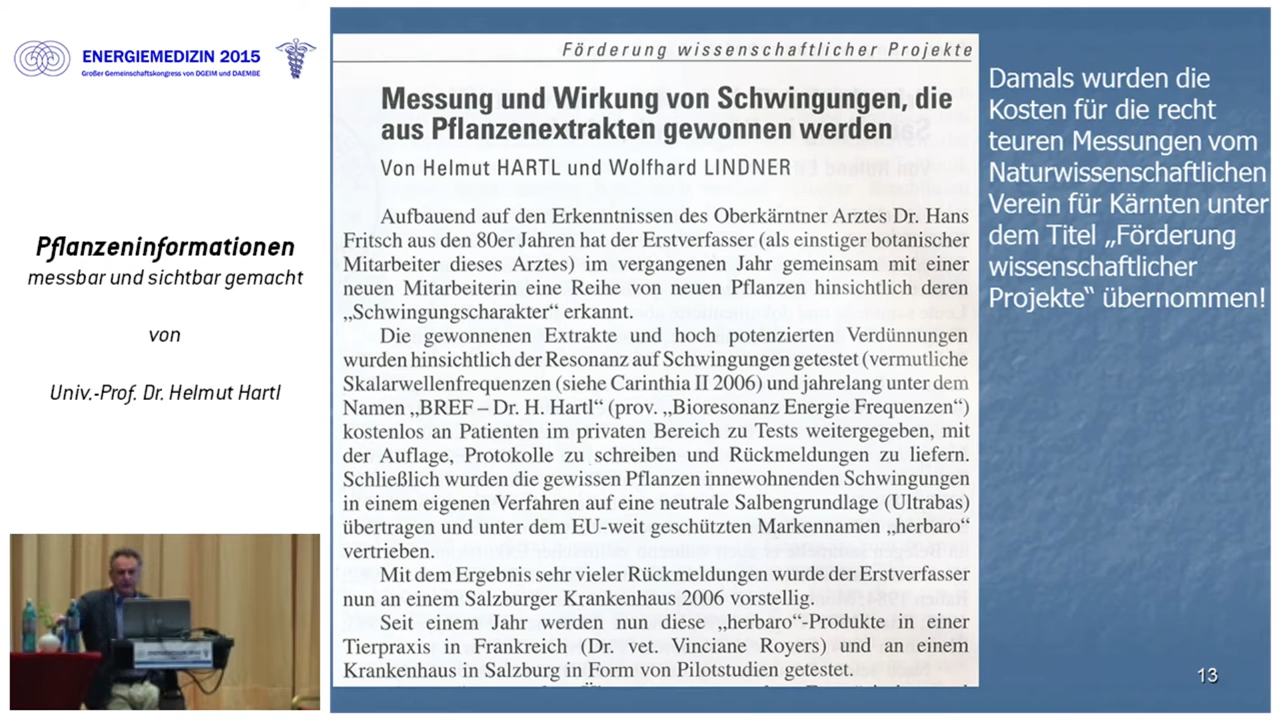 ENERGIEMEDIZIN 2015
Großer Gemeinschaftskongress von DGEIM und DAEMBE
Pflanzeninformationen
messbar und sichtbar gemacht
von
Univ.-Prof. Dr. Helmut Hartl
Förderung wissenschaftlicher Projekte
Messung und Wirkung von Schwingungen, die
aus Pflanzenextrakten gewonnen werden
Von Helmut HARTL und Wolfhard LINDNER
Aufbauend auf den Erkenntnissen des Oberkärntner Arztes Dr. Hans
Fritsch aus den 80er Jahren hat der Erstverfasser (als einstiger botanischer
Mitarbeiter dieses Arztes) im vergangenen Jahr gemeinsam mit einer
neuen Mitarbeiterin eine Reihe von neuen Pflanzen hinsichtlich deren
„Schwingungscharakter“ erkannt.
Die gewonnenen Extrakte und hoch potenzierten Verdünnungen
wurden hinsichtlich der Resonanz auf Schwingungen getestet (vermutliche
Skalarwellenfrequenzen (siehe Carinthia II 2006) und jahrelang unter dem
Namen „BREF – Dr. H. Hartl“ (prov. „Bioresonanz Energie Frequenzen“)
kostenlos an Patienten im privaten Bereich zu Tests weitergegeben, mit
der Auflage, Protokolle zu schreiben und Rückmeldungen zu liefern.
Schließlich wurden die gewissen Pflanzen innewohnenden Schwingungen
in einem eigenen Verfahren auf eine neutrale Salbengrundlage (Ultrabas)
übertragen und unter dem EU-weit geschützten Markennamen „herbaro“
vertrieben.
Mit dem Ergebnis sehr vieler Rückmeldungen wurde der Erstverfasser
nun an einem Salzburger Krankenhaus 2006 vorstellig.
Seit einem Jahr werden nun diese „herbaro“-Produkte in einer
Tierpraxis in Frankreich (Dr. vet. Vinciane Royers) und an einem
Krankenhaus in Salzburg in Form von Pilotstudien getestet.
Damals wurden die
Kosten für die recht
teuren Messungen vom
Naturwissenschaftlichen
Verein für Kärnten unter
dem Titel „Förderung
wissenschaftlicher
Projekte“ übernommen!
13
ENERGIEMEDIZIN 2015